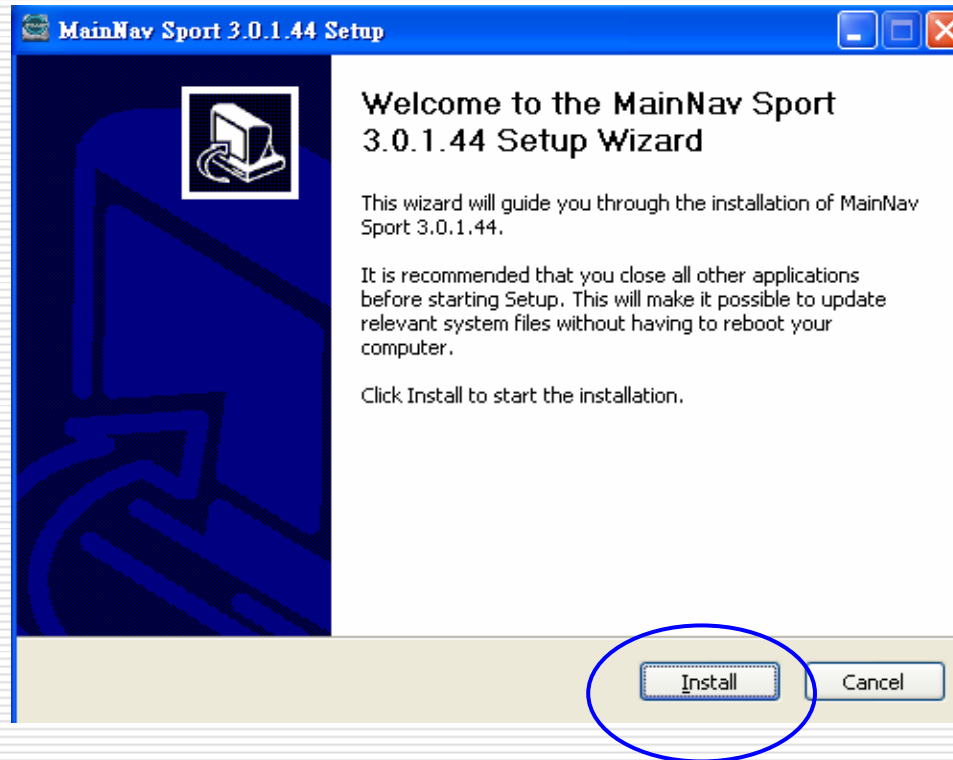 MainNav Sport 3.0.1.44 Setup
Welcome to the MainNav Sport
3.0.1.44 Setup Wizard
This wizard will guide you through the installation of MainNav
Sport 3.0.1.44.
It is recommended that you close all other applications
before starting Setup. This will make it possible to update
relevant system files without having to reboot your
computer.
Click Install to start the installation.
Install
Cancel